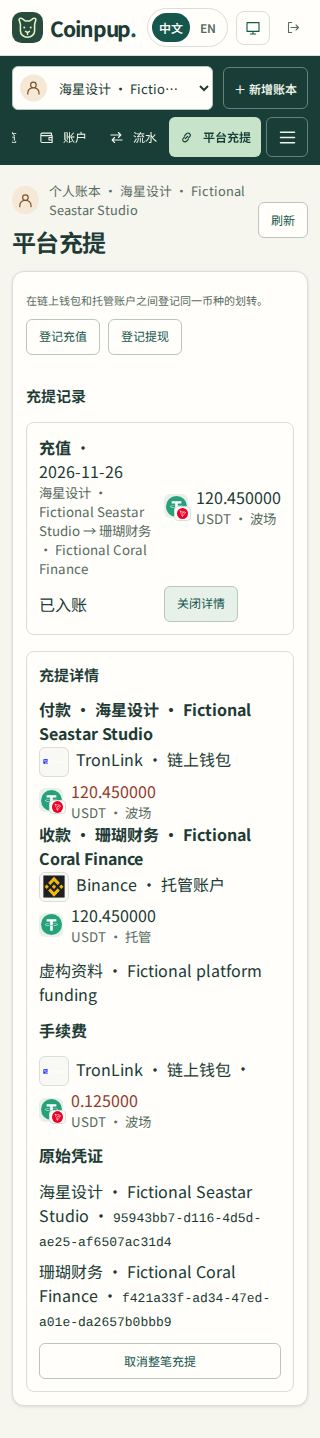 Coinpup.
中文 EN
海星设计 • Fictio···
+ 新增账本
账户 流水 平台充提
个人账本 • 海星设计 • Fictional
Seastar Studio
平台充提
刷新
在链上钱包和托管账户之间登记同一币种的划转。
登记充值 登记提现
充提记录
充值 •
2026-11-26
海星设计 •
Fictional Seastar
Studio → 珊瑚财务
• Fictional Coral
Finance
120.450000
USDT • 波场
已入账
关闭详情
充提详情
付款 • 海星设计 • Fictional
Seastar Studio
TronLink • 链上钱包
120.450000
USDT • 波场
收款 • 珊瑚财务 • Fictional
Coral Finance
Binance • 托管账户
120.450000
USDT • 托管
虚构资料 • Fictional platform
funding
手续费
TronLink • 链上钱包 •
0.125000
USDT • 波场
原始凭证
海星设计 • Fictional Seastar
Studio • 95943bb7-d116-4d5d-
ae25-af6507ac31d4
珊瑚财务 • Fictional Coral
Finance • f421a33f-ad34-47ed-
a01e-da2657b0bbb9
取消整笔充提